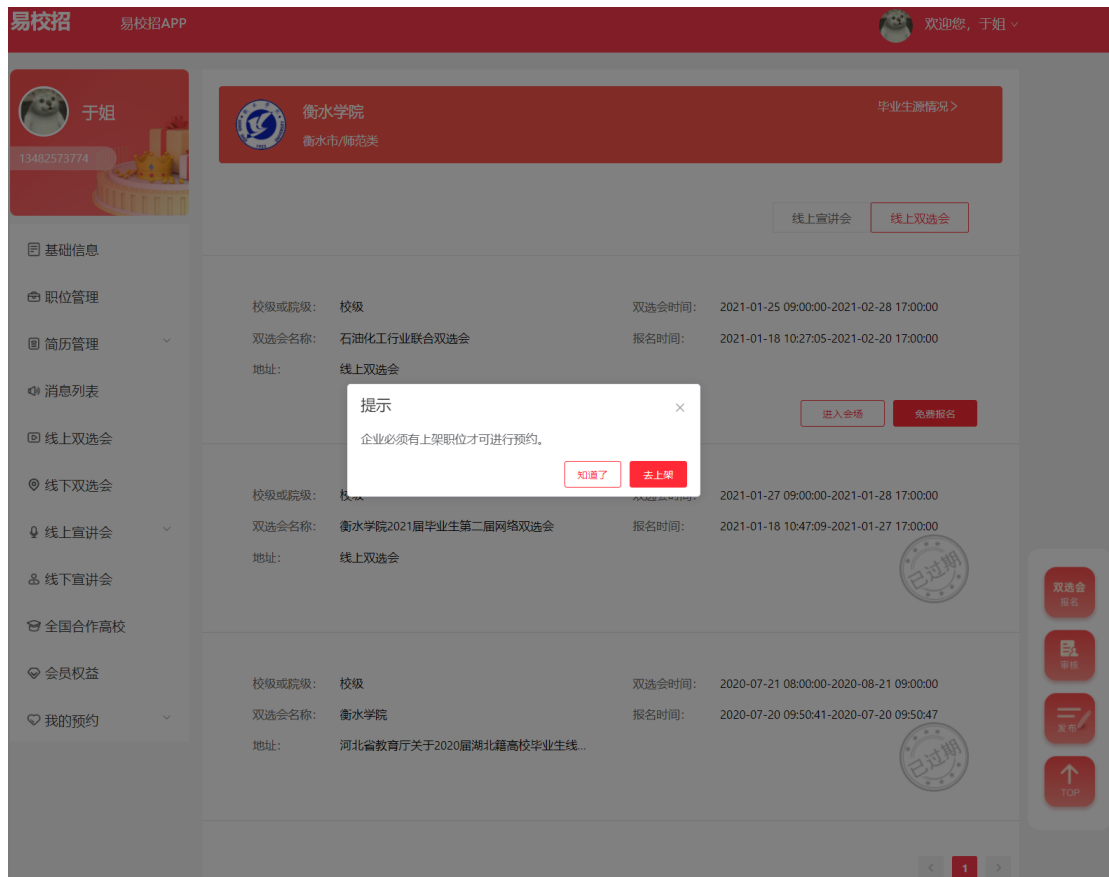 易校招 易校招APP 欢迎您，于姐
于姐
13482573774
基础信息
职位管理
简历管理
消息列表
线上双选会
线下双选会
线上宣讲会
线下宣讲会
全国合作高校
会员权益
我的预约
衡水学院 毕业生源情况>
衡水市/师范类
线上宣讲会 线上双选会
校级或院级： 校级 双选会时间： 2021-01-25 09:00:00-2021-02-28 17:00:00
双选会名称： 石油化工行业联合双选会 报名时间： 2021-01-18 10:27:05-2021-02-20 17:00:00
地址： 线上双选会
进入会场 免费报名
提示
企业必须有上架职位才可进行预约。
知道了 去上架
校级或院级： 校级 双选会时间： 2021-01-27 09:00:00-2021-01-28 17:00:00
双选会名称： 衡水学院2021届毕业生第二届网络双选会 报名时间： 2021-01-18 10:47:09-2021-01-27 17:00:00
地址： 线上双选会
已过期
校级或院级： 校级 双选会时间： 2020-07-21 08:00:00-2020-08-21 09:00:00
双选会名称： 衡水学院 报名时间： 2020-07-20 09:50:41-2020-07-20 09:50:47
地址： 河北省教育厅关于2020届湖北籍高校毕业生线...
已过期
双选会
报名
审核
发布
TOP
< 1 >